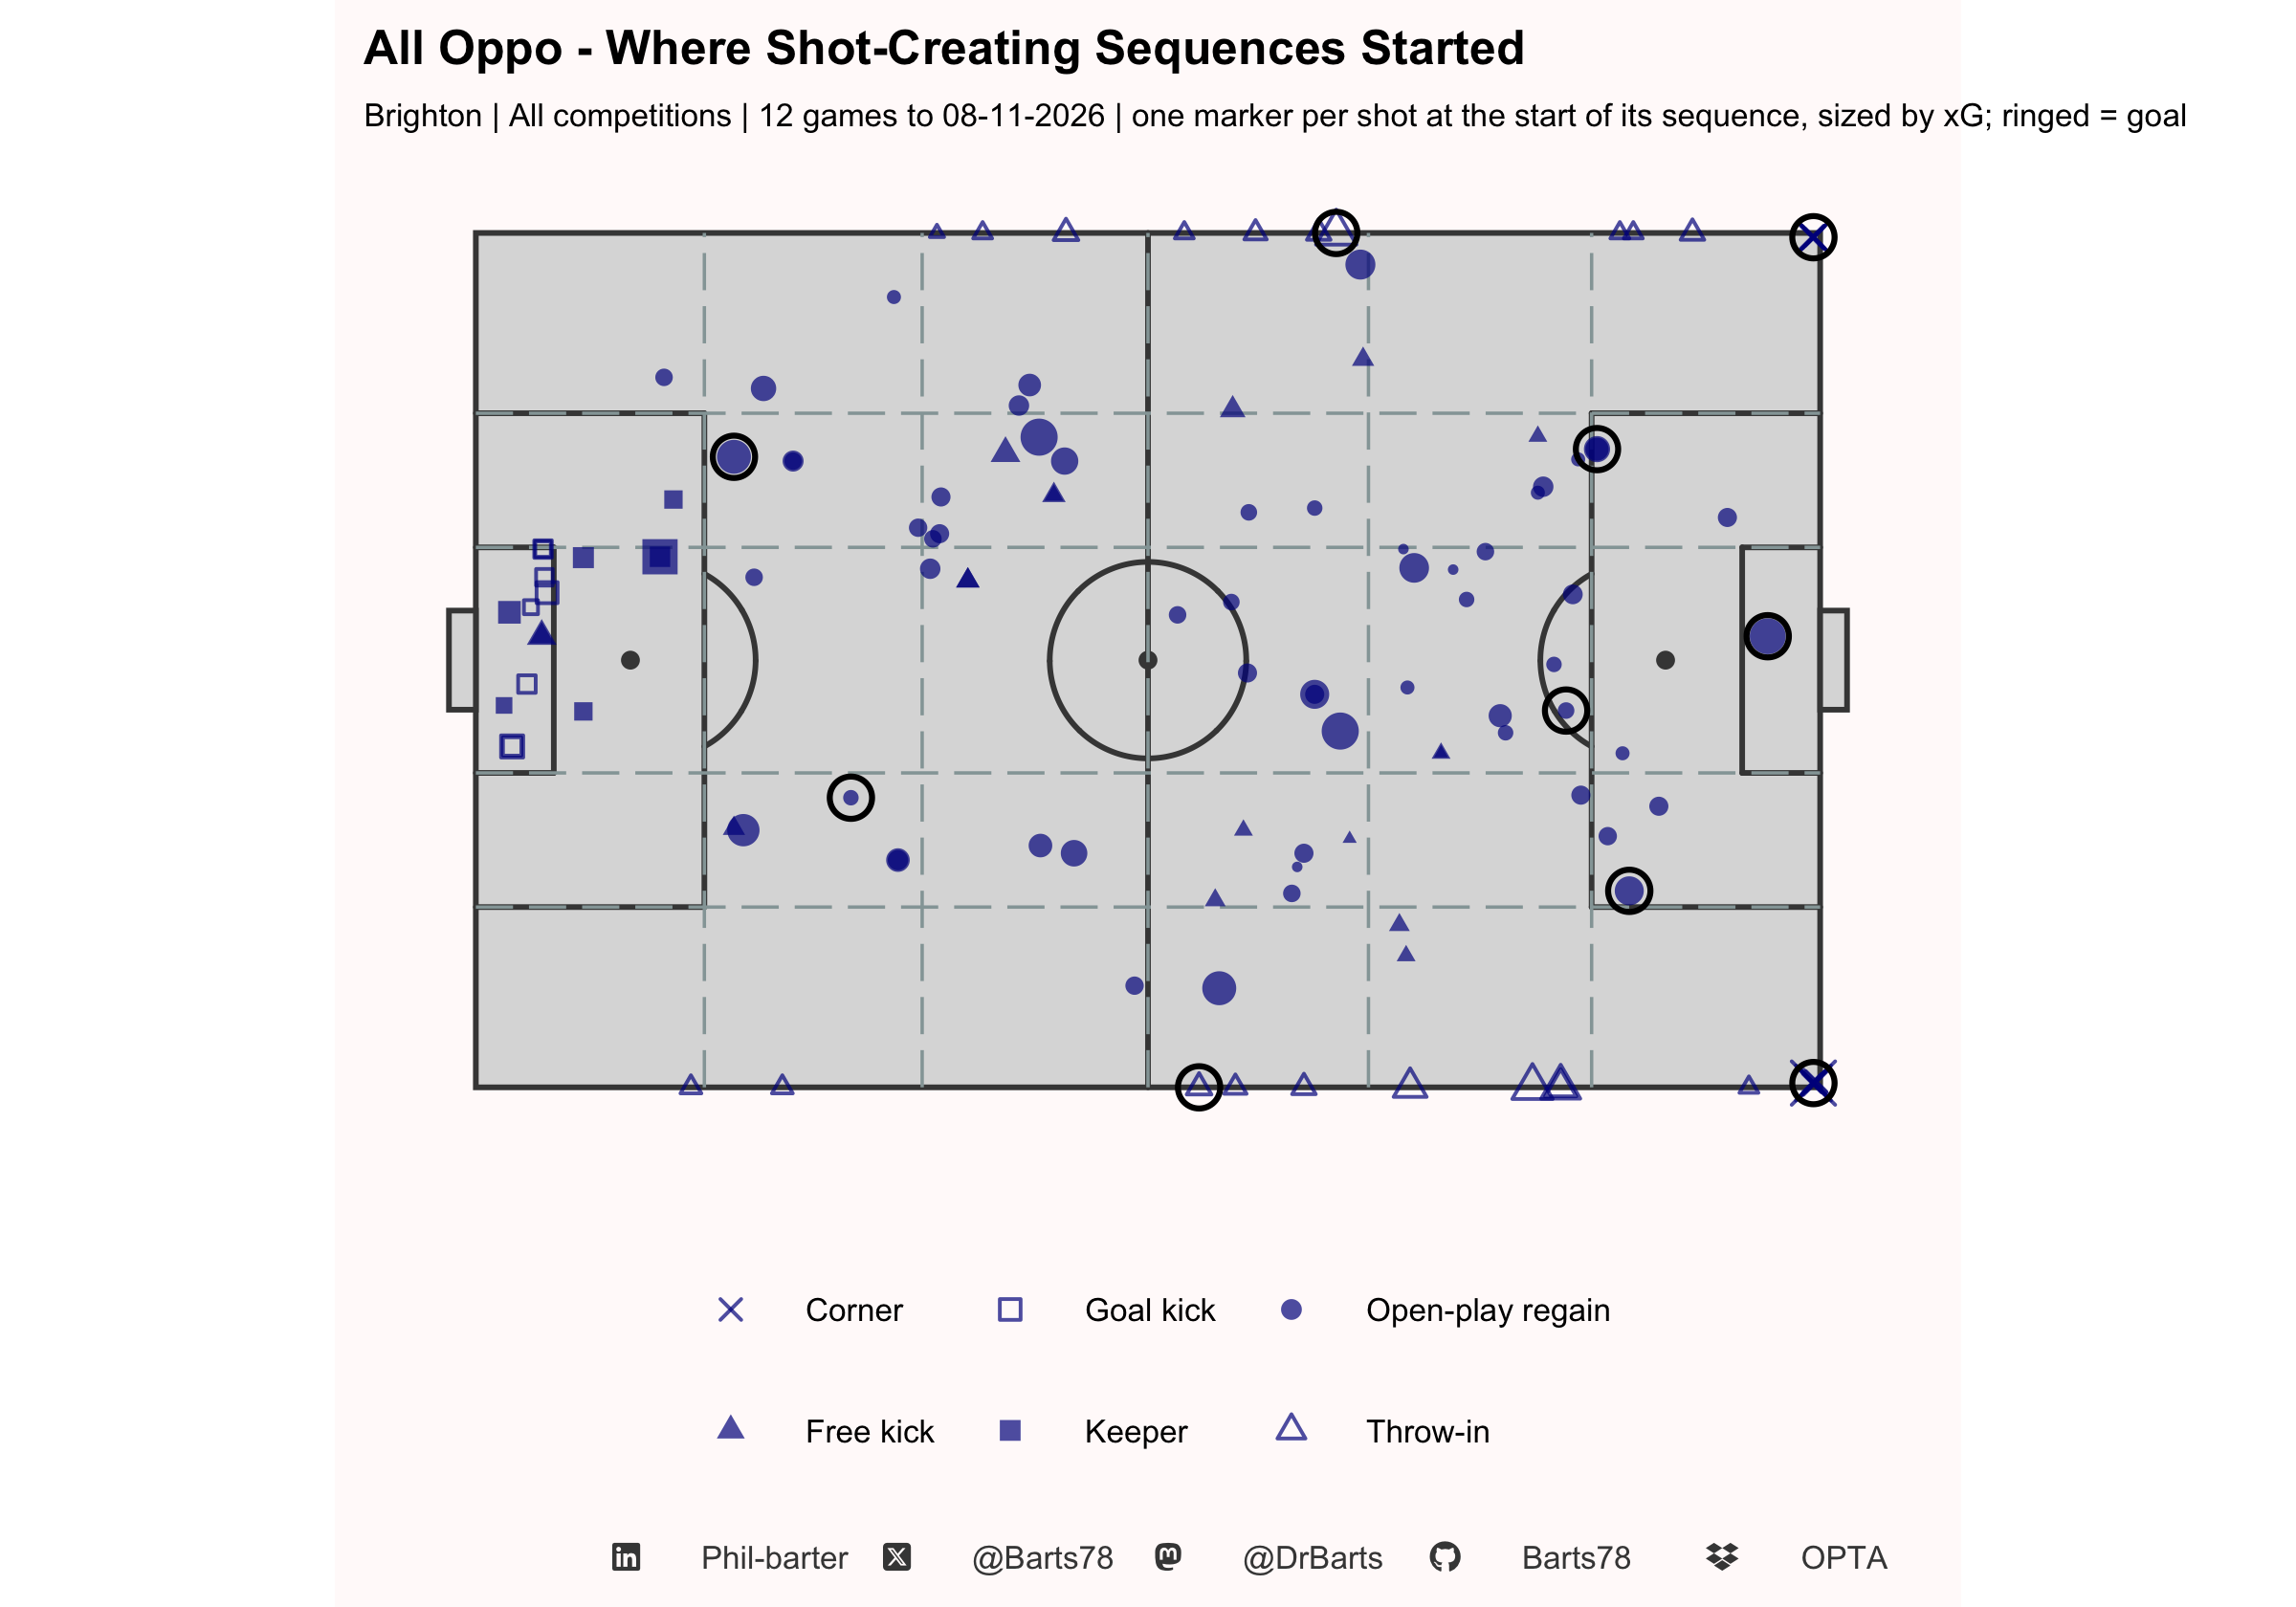 All Oppo - Where Shot-Creating Sequences Started
Brighton | All competitions | 12 games to 08-11-2026 | one marker per shot at the start of its sequence, sized by xG; ringed = goal
Corner Goal kick Open-play regain
Free kick Keeper Throw-in
Phil-barter @Barts78 @DrBarts Barts78 OPTA